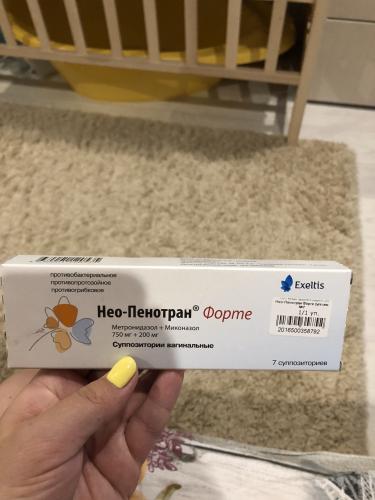 противобактериальное
противопротозойное
противогрибковое
Exeltis
Нео-Пенотран® Форте
Метронидазол + Миконазол
750 мг + 200 мг
Суппозитории вагинальные
1/1 уп.
2016500358792
7 суппозиториев